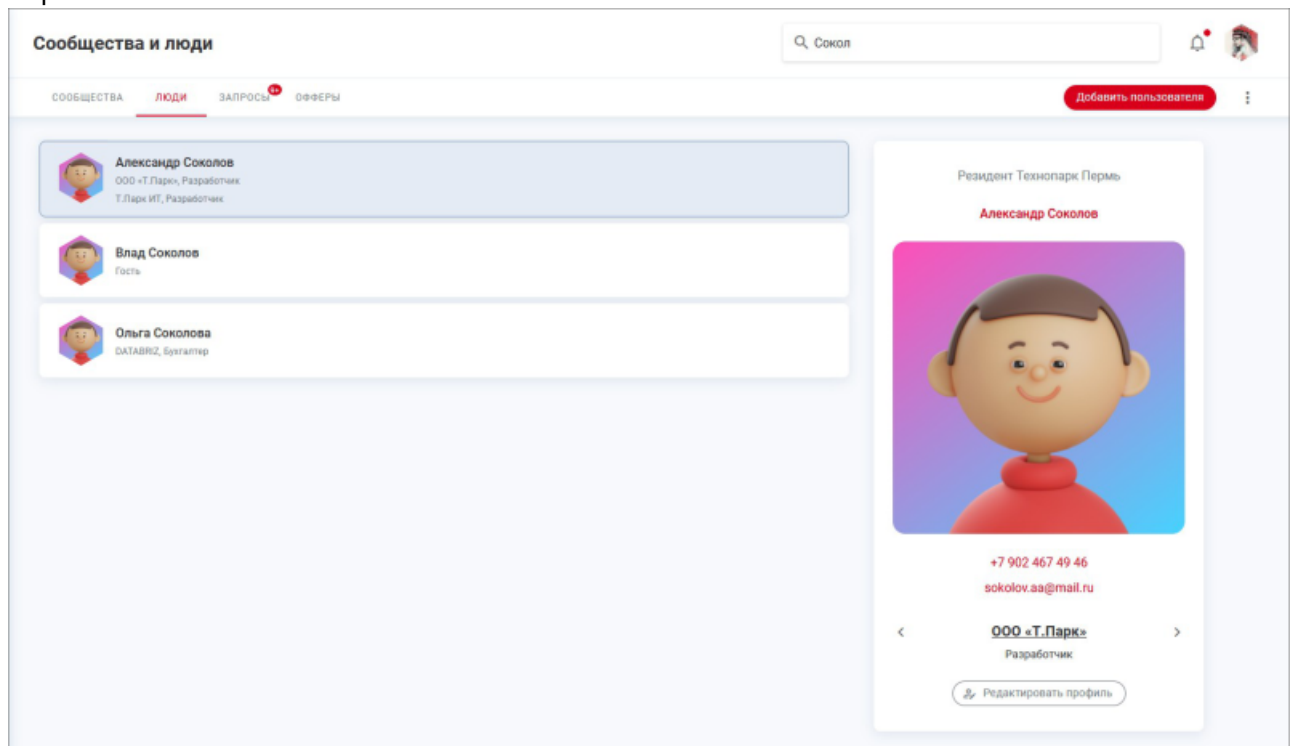 Сообщества и люди
Сокол
СООБЩЕСТВА ЛЮДИ ЗАПРОСЫ 9+ ОФФЕРЫ
Добавить пользователя
Александр Соколов
ООО «Т.Парк», Разработчик
Т.Парк ИТ, Разработчик
Влад Соколов
Гость
Ольга Соколова
DATABRIZ, Бухгалтер
Резидент Технопарк Пермь
Александр Соколов
+7 902 467 49 46
sokolov.aa@mail.ru
ООО «Т.Парк»
Разработчик
Редактировать профиль